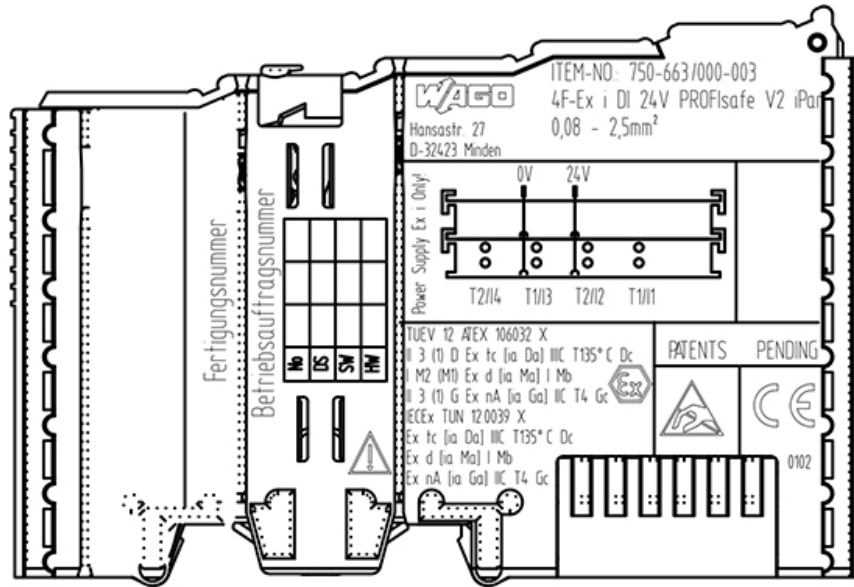 WAGO
Hansastr. 27
D-32423 Minden
ITEM-NO.: 750-663/000-003
4F-Ex i DI 24V PROFIsafe V2 iPar
0,08 - 2,5mm²
Power Supply Ex i Only!
0V 24V
T2/I4 T1/I3 T2/I2 T1/I1
Fertigungsnummer
Betriebsauftragsnummer
No
DS
SW
HW
TUEV 12 ATEX 106032 X
II 3 (1) D Ex tc [ia Da] IIIC T135°C Dc
I M2 (M1) Ex d [ia Ma] I Mb
II 3 (1) G Ex nA [ia Ga] IIC T4 Gc
IECEx TUN 12.0039 X
Ex tc [ia Da] IIIC T135°C Dc
Ex d [ia Ma] I Mb
Ex nA [ia Ga] IIC T4 Gc
Ex
PATENTS PENDING
CE
0102